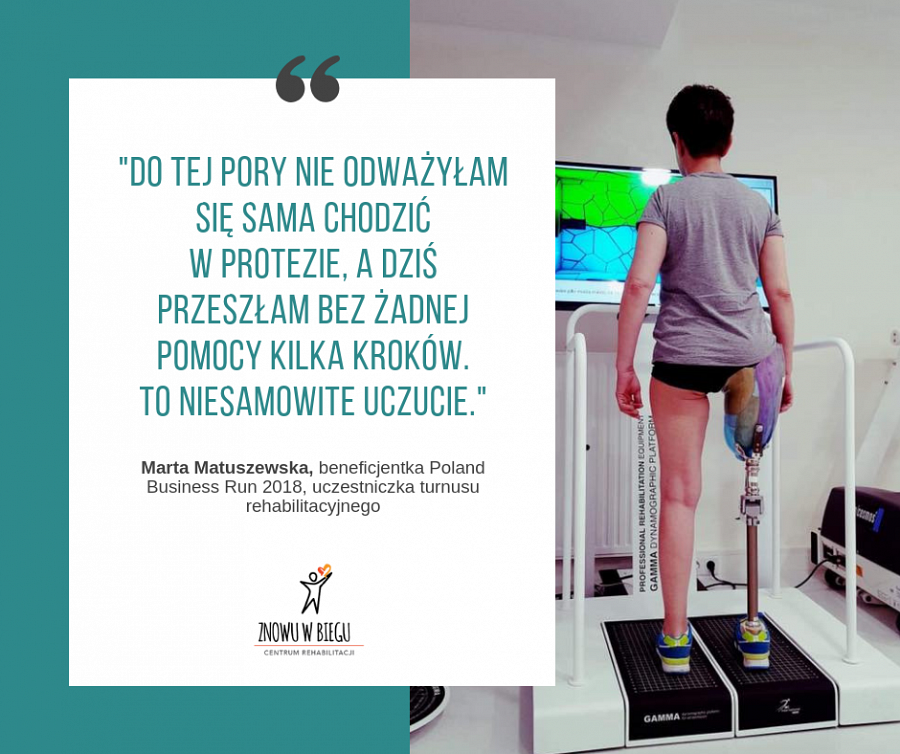 "DO TEJ PORY NIE ODWAŻYŁAM
SIĘ SAMA CHODZIĆ
W PROTEZIE, A DZIŚ
PRZESZŁAM BEZ ŻADNEJ
POMOCY KILKA KROKÓW.
TO NIESAMOWITE UCZUCIE."
Marta Matuszewska, beneficjentka Poland
Business Run 2018, uczestniczka turnusu
rehabilitacyjnego
ZNOWU W BIEGU
CENTRUM REHABILITACJI
PROFESSIONAL REHABILITATION EQUIPMENT
GAMMA DYNAMOGRAPHIC PLATFORM
GAMMA